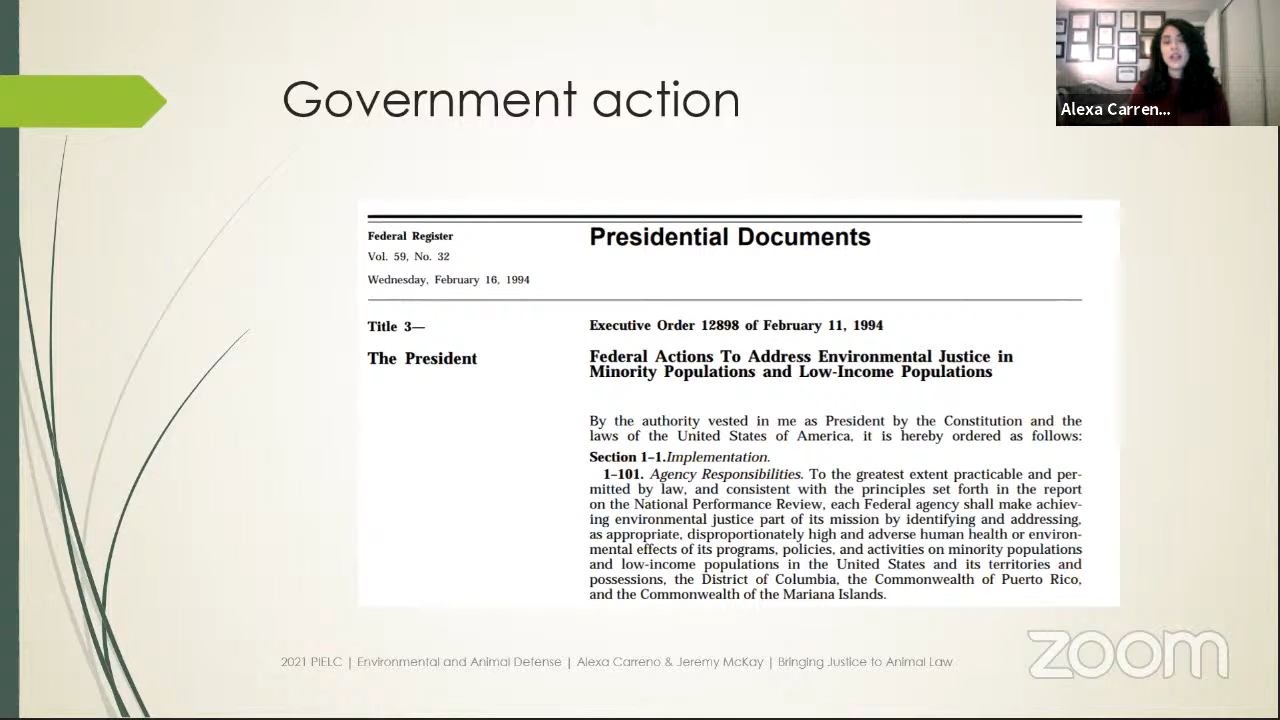 Government action
Alexa Carren...
Federal Register
Vol. 59, No. 32
Wednesday, February 16, 1994
Presidential Documents
Title 3—
The President
Executive Order 12898 of February 11, 1994
Federal Actions To Address Environmental Justice in
Minority Populations and Low-Income Populations
By the authority vested in me as President by the Constitution and the
laws of the United States of America, it is hereby ordered as follows:
Section 1–1.Implementation.
1–101. Agency Responsibilities. To the greatest extent practicable and per-
mitted by law, and consistent with the principles set forth in the report
on the National Performance Review, each Federal agency shall make achiev-
ing environmental justice part of its mission by identifying and addressing,
as appropriate, disproportionately high and adverse human health or environ-
mental effects of its programs, policies, and activities on minority populations
and low-income populations in the United States and its territories and
possessions, the District of Columbia, the Commonwealth of Puerto Rico,
and the Commonwealth of the Mariana Islands.
2021 PIELC | Environmental and Animal Defense | Alexa Carreno & Jeremy McKay | Bringing Justice to Animal Law
zoom